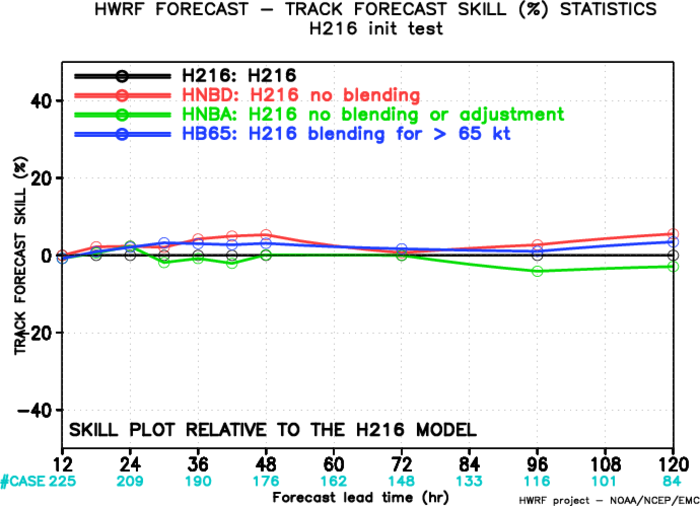 HWRF FORECAST – TRACK FORECAST SKILL (%) STATISTICS
H216 init test
H216: H216
HNBD: H216 no blending
HNBA: H216 no blending or adjustment
HB65: H216 blending for > 65 kt
TRACK FORECAST SKILL (%)
40
20
0
−20
−40
SKILL PLOT RELATIVE TO THE H216 MODEL
12 24 36 48 60 72 84 96 108 120
#CASE 225 209 190 176 162 148 133 116 101 84
Forecast lead time (hr)
HWRF project – NOAA/NCEP/EMC